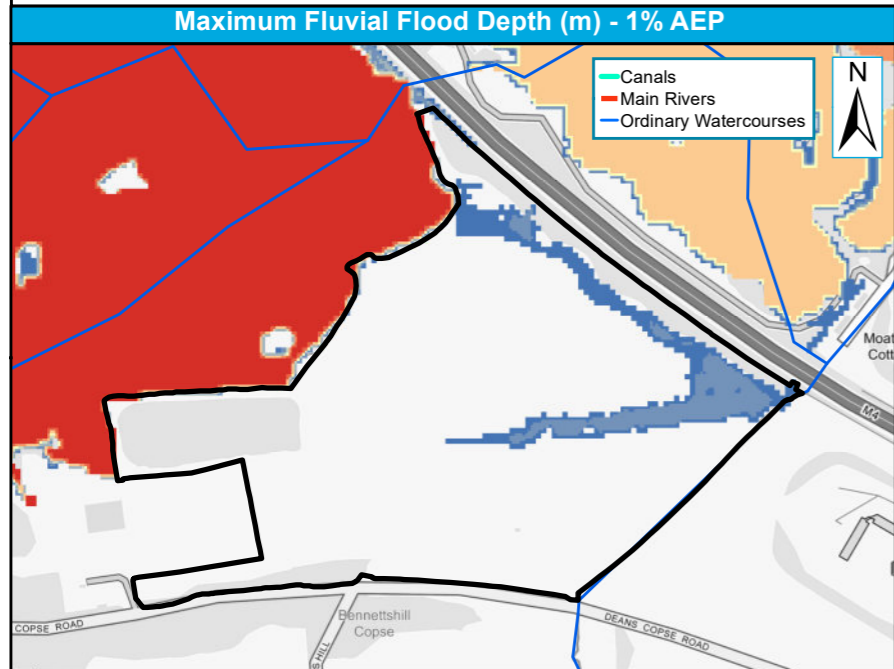 Maximum Fluvial Flood Depth (m) - 1% AEP
Canals
Main Rivers
Ordinary Watercourses
N
Moat
Cott
M4
Bennettshill
Copse
COPSE ROAD
DEANS COPSE ROAD
S HILL